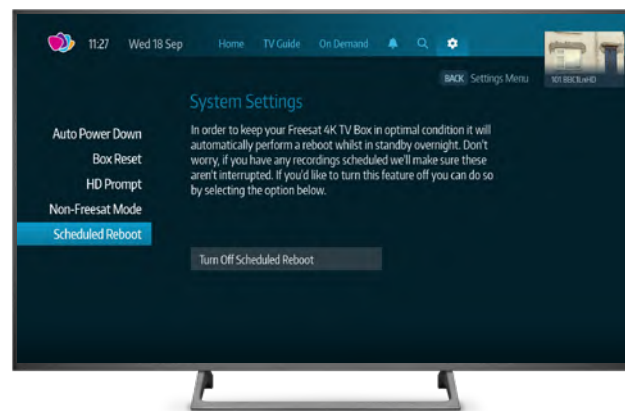 11:27 Wed 18 Sep Home TV Guide On Demand
BACK Settings Menu
System Settings
Auto Power Down
Box Reset
HD Prompt
Non-Freesat Mode
Scheduled Reboot
In order to keep your Freesat 4K TV Box in optimal condition it will
automatically perform a reboot whilst in standby overnight. Don't
worry, if you have any recordings scheduled we'll make sure these
aren't interrupted. If you'd like to turn this feature off you can do so
by selecting the option below.
Turn Off Scheduled Reboot